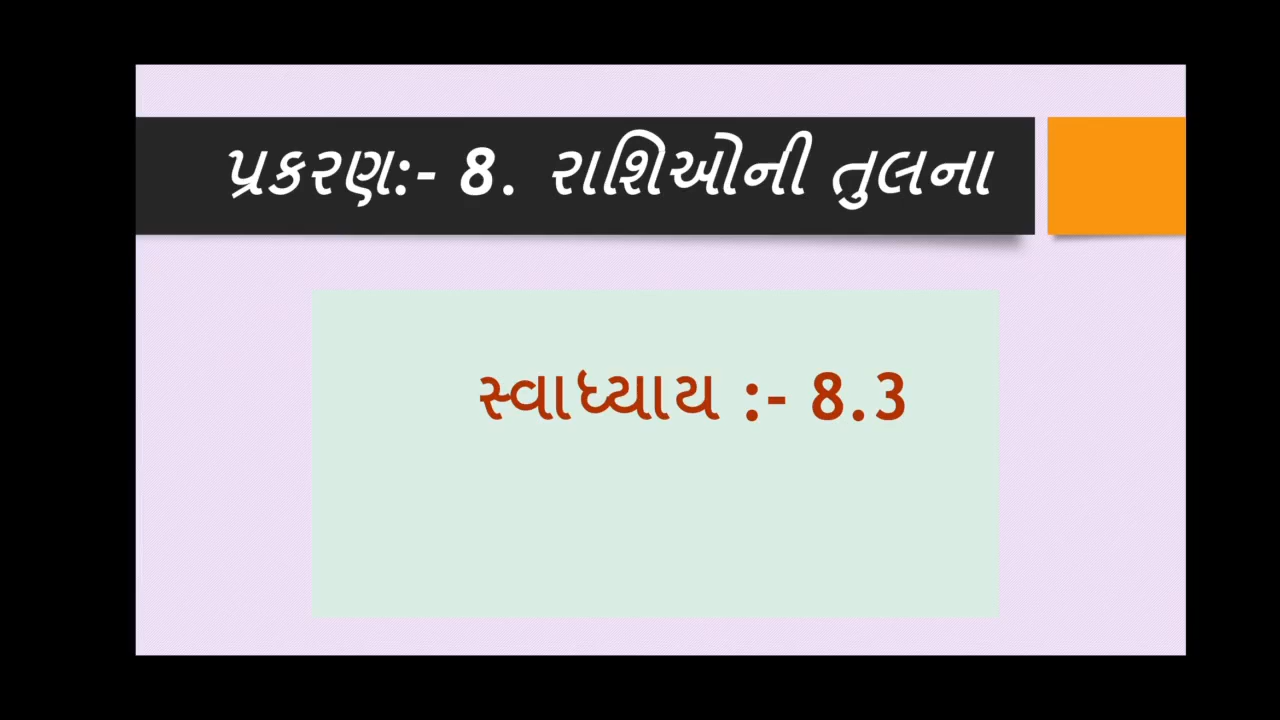 પ્રકરણ:- 8. રાશિઓની તુલના
સ્વાધ્યાય :- 8.3